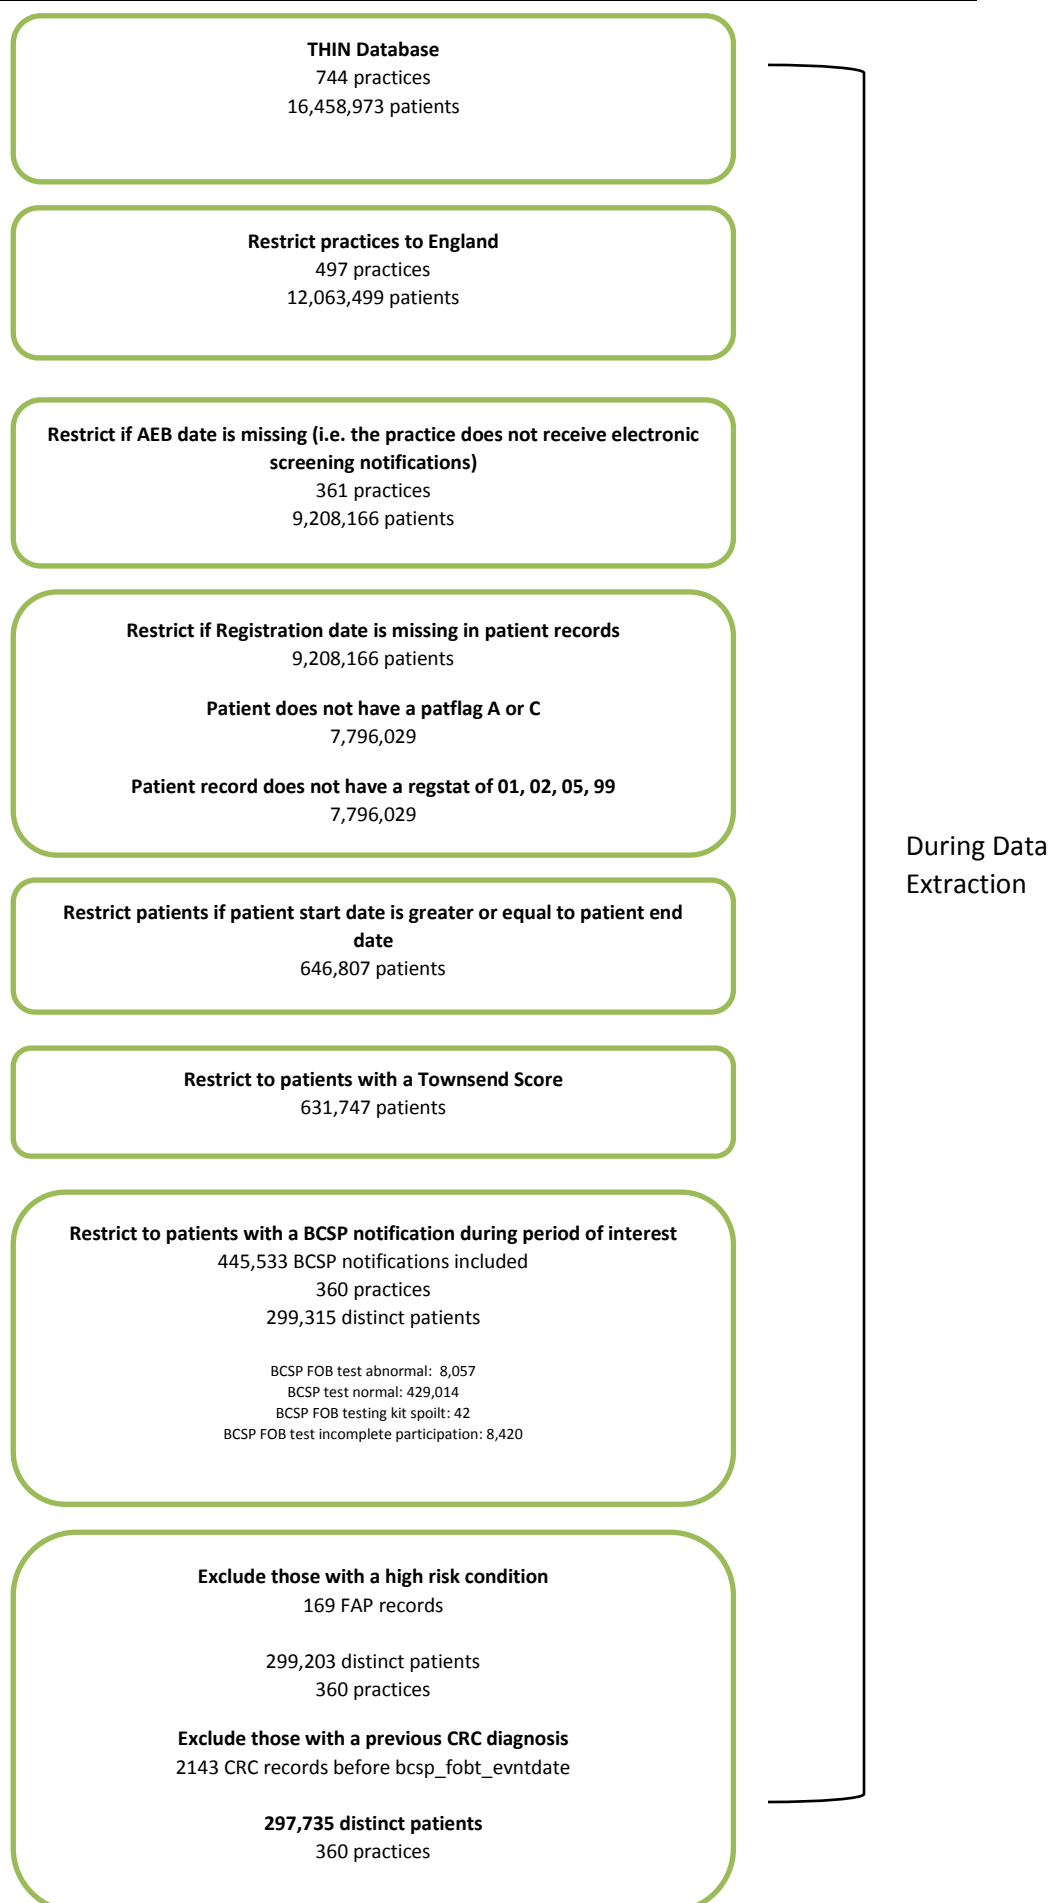 THIN Database
744 practices
16,458,973 patients
Restrict practices to England
497 practices
12,063,499 patients
Restrict if AEB date is missing (i.e. the practice does not receive electronic
screening notifications)
361 practices
9,208,166 patients
Restrict if Registration date is missing in patient records
9,208,166 patients
Patient does not have a patflag A or C
7,796,029
Patient record does not have a regstat of 01, 02, 05, 99
7,796,029
Restrict patients if patient start date is greater or equal to patient end
date
646,807 patients
Restrict to patients with a Townsend Score
631,747 patients
Restrict to patients with a BCSP notification during period of interest
445,533 BCSP notifications included
360 practices
299,315 distinct patients
BCSP FOB test abnormal: 8,057
BCSP test normal: 429,014
BCSP FOB testing kit spoilt: 42
BCSP FOB test incomplete participation: 8,420
Exclude those with a high risk condition
169 FAP records
299,203 distinct patients
360 practices
Exclude those with a previous CRC diagnosis
2143 CRC records before bcsp_fobt_evntdate
297,735 distinct patients
360 practices
During Data
Extraction